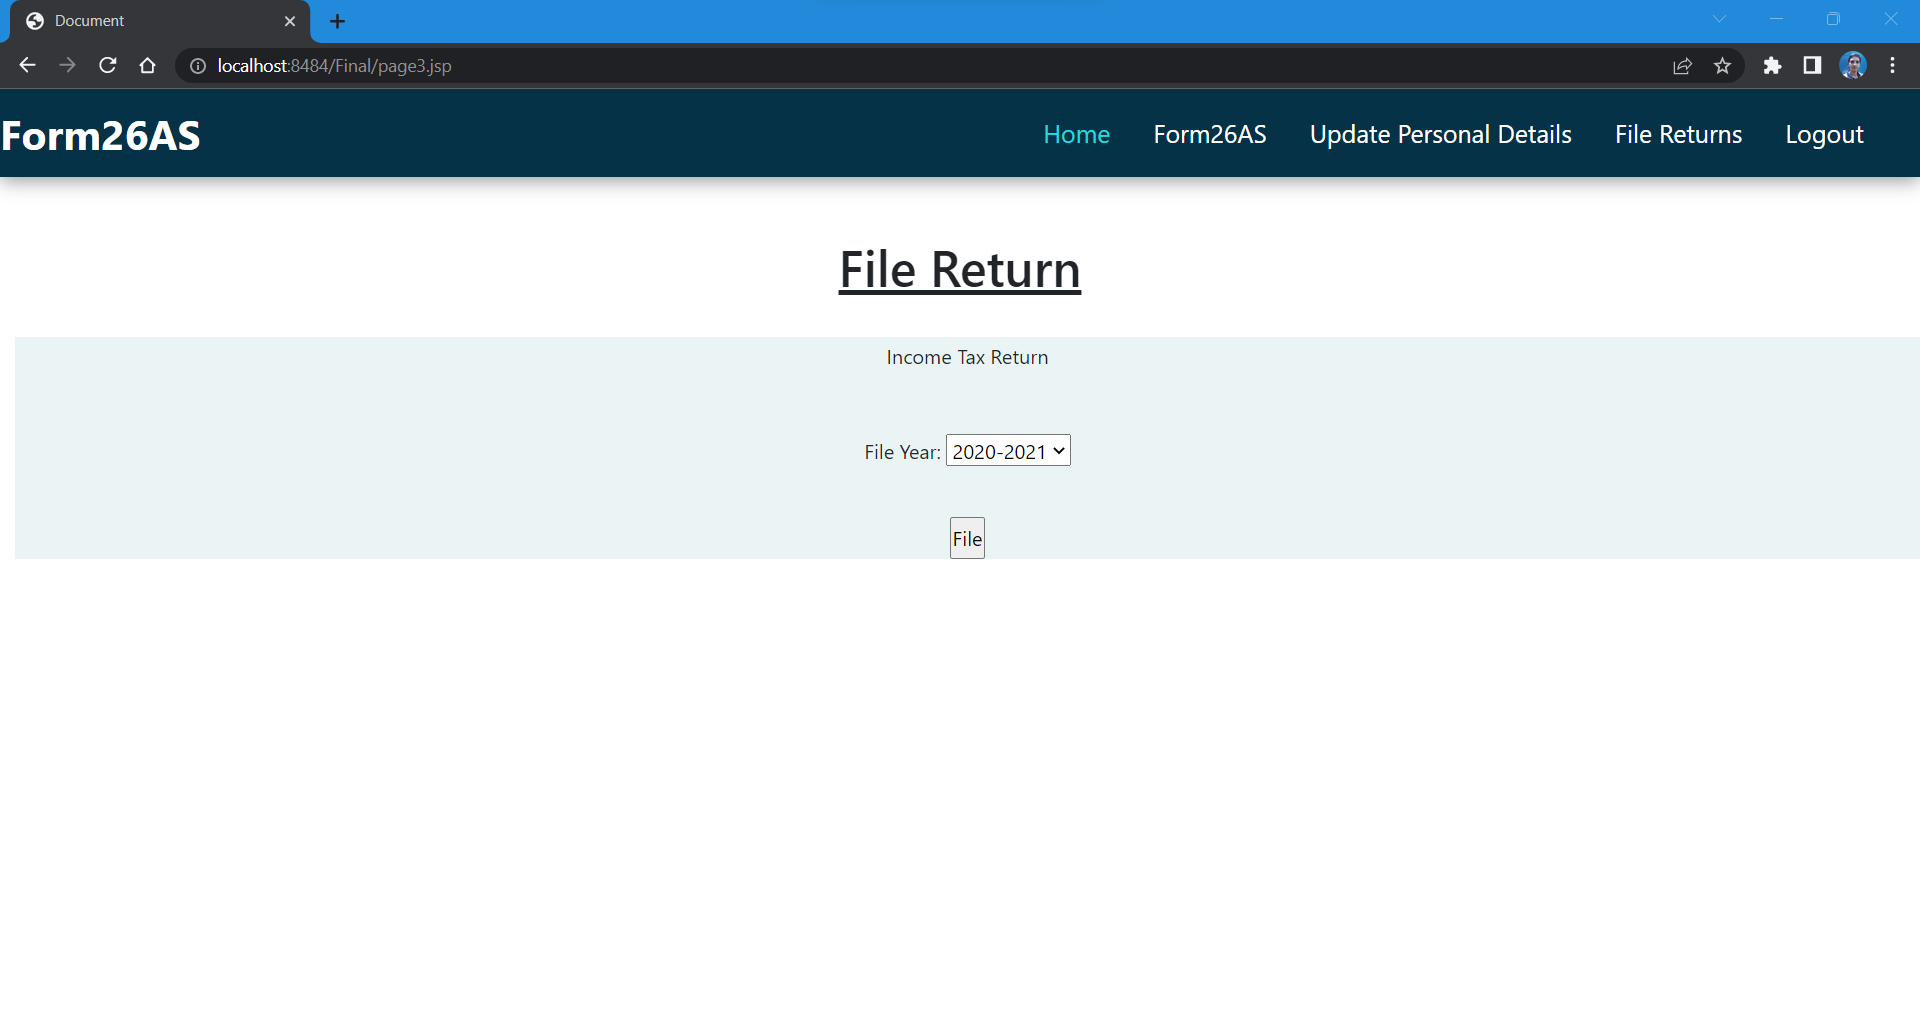 Document
localhost:8484/Final/page3.jsp
Form26AS
Home Form26AS Update Personal Details File Returns Logout
File Return
Income Tax Return
File Year: 2020-2021
File